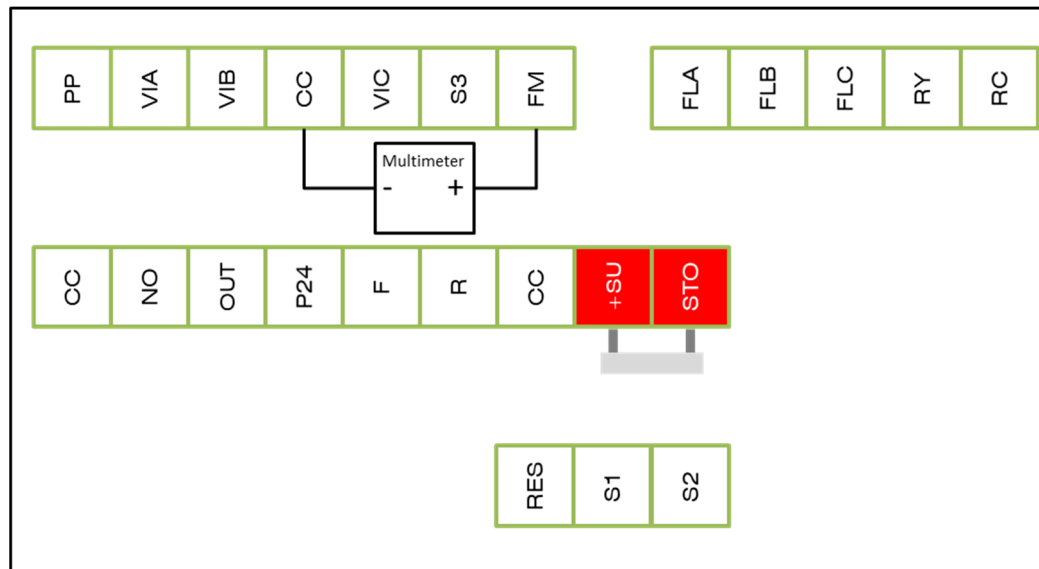 PP VIA VIB CC VIC S3 FM FLA FLB FLC RY RC
Multimeter
- +
CC NO OUT P24 F R CC +SU STO
RES S1 S2